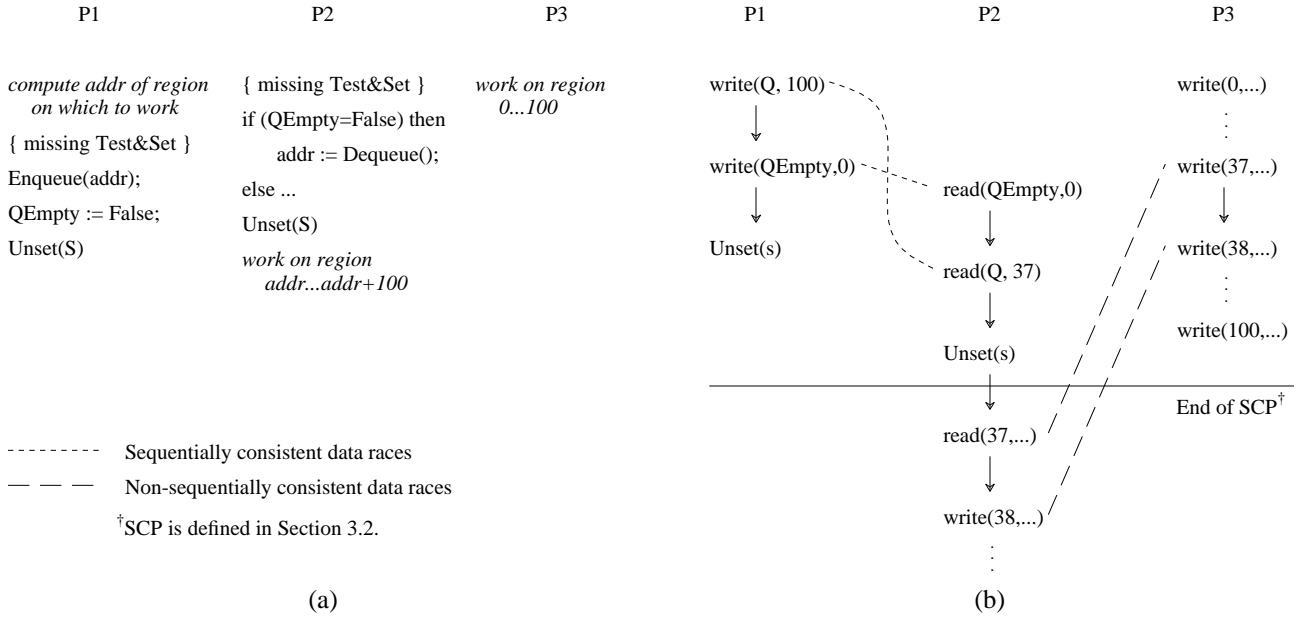 P1
P2
P3
compute addr of region
on which to work
{ missing Test&Set }
Enqueue(addr);
QEmpty := False;
Unset(S)
{ missing Test&Set }
if (QEmpty=False) then
addr := Dequeue();
else ...
Unset(S)
work on region
addr...addr+100
work on region
0...100
- - - - - - - - - Sequentially consistent data races
— — — Non-sequentially consistent data races
†SCP is defined in Section 3.2.
(a)
P1
P2
P3
write(Q, 100)
write(QEmpty,0)
Unset(s)
read(QEmpty,0)
read(Q, 37)
Unset(s)
read(37,...)
write(38,...)
write(0,...)
write(37,...)
write(38,...)
write(100,...)
End of SCP†
(b)